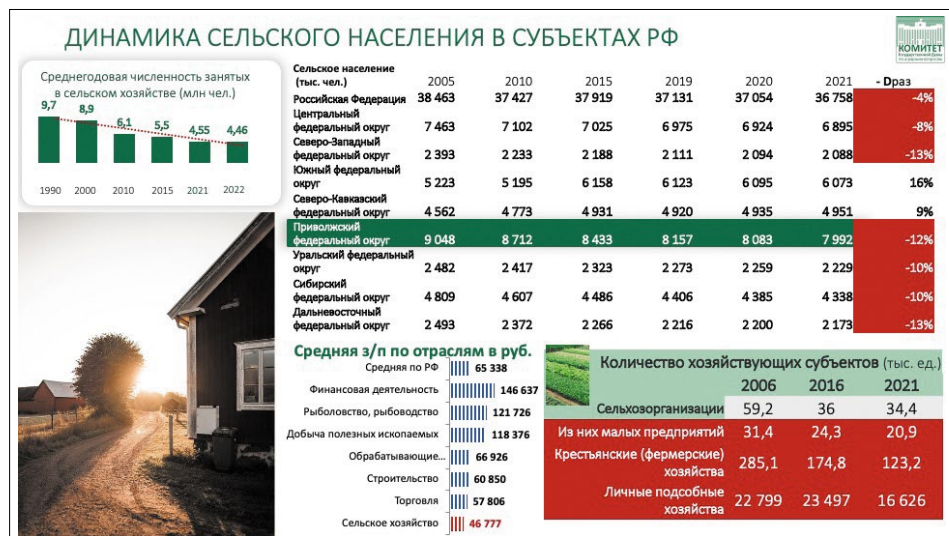 ДИНАМИКА СЕЛЬСКОГО НАСЕЛЕНИЯ В СУБЪЕКТАХ РФ
КОМИТЕТ
Среднегодовая численность занятых
в сельском хозяйстве (млн чел.)
9,7 8,9 6,1 5,5 4,55 4,46
1990 2000 2010 2015 2021 2022
Сельское население
(тыс. чел.) 2005 2010 2015 2019 2020 2021 - Dраз
Российская Федерация 38 463 37 427 37 919 37 131 37 054 36 758 -4%
Центральный
федеральный округ 7 463 7 102 7 025 6 975 6 924 6 895 -8%
Северо-Западный
федеральный округ 2 393 2 233 2 188 2 111 2 094 2 088 -13%
Южный федеральный
округ 5 223 5 195 6 158 6 123 6 095 6 073 16%
Северо-Кавказский
федеральный округ 4 562 4 773 4 931 4 920 4 935 4 951 9%
Приволжский
федеральный округ 9 048 8 712 8 433 8 157 8 083 7 992 -12%
Уральский федеральный
округ 2 482 2 417 2 323 2 273 2 259 2 229 -10%
Сибирский
федеральный округ 4 809 4 607 4 486 4 406 4 385 4 338 -10%
Дальневосточный
федеральный округ 2 493 2 372 2 266 2 216 2 200 2 173 -13%
Средняя з/п по отраслям в руб.
Средняя по РФ 65 338
Финансовая деятельность 146 637
Рыболовство, рыбоводство 121 726
Добыча полезных ископаемых 118 376
Обрабатывающие... 66 926
Строительство 60 850
Торговля 57 806
Сельское хозяйство 46 777
Количество хозяйствующих субъектов (тыс. ед.)
2006 2016 2021
Сельхозорганизации 59,2 36 34,4
Из них малых предприятий 31,4 24,3 20,9
Крестьянские (фермерские)
хозяйства 285,1 174,8 123,2
Личные подсобные
хозяйства 22 799 23 497 16 626